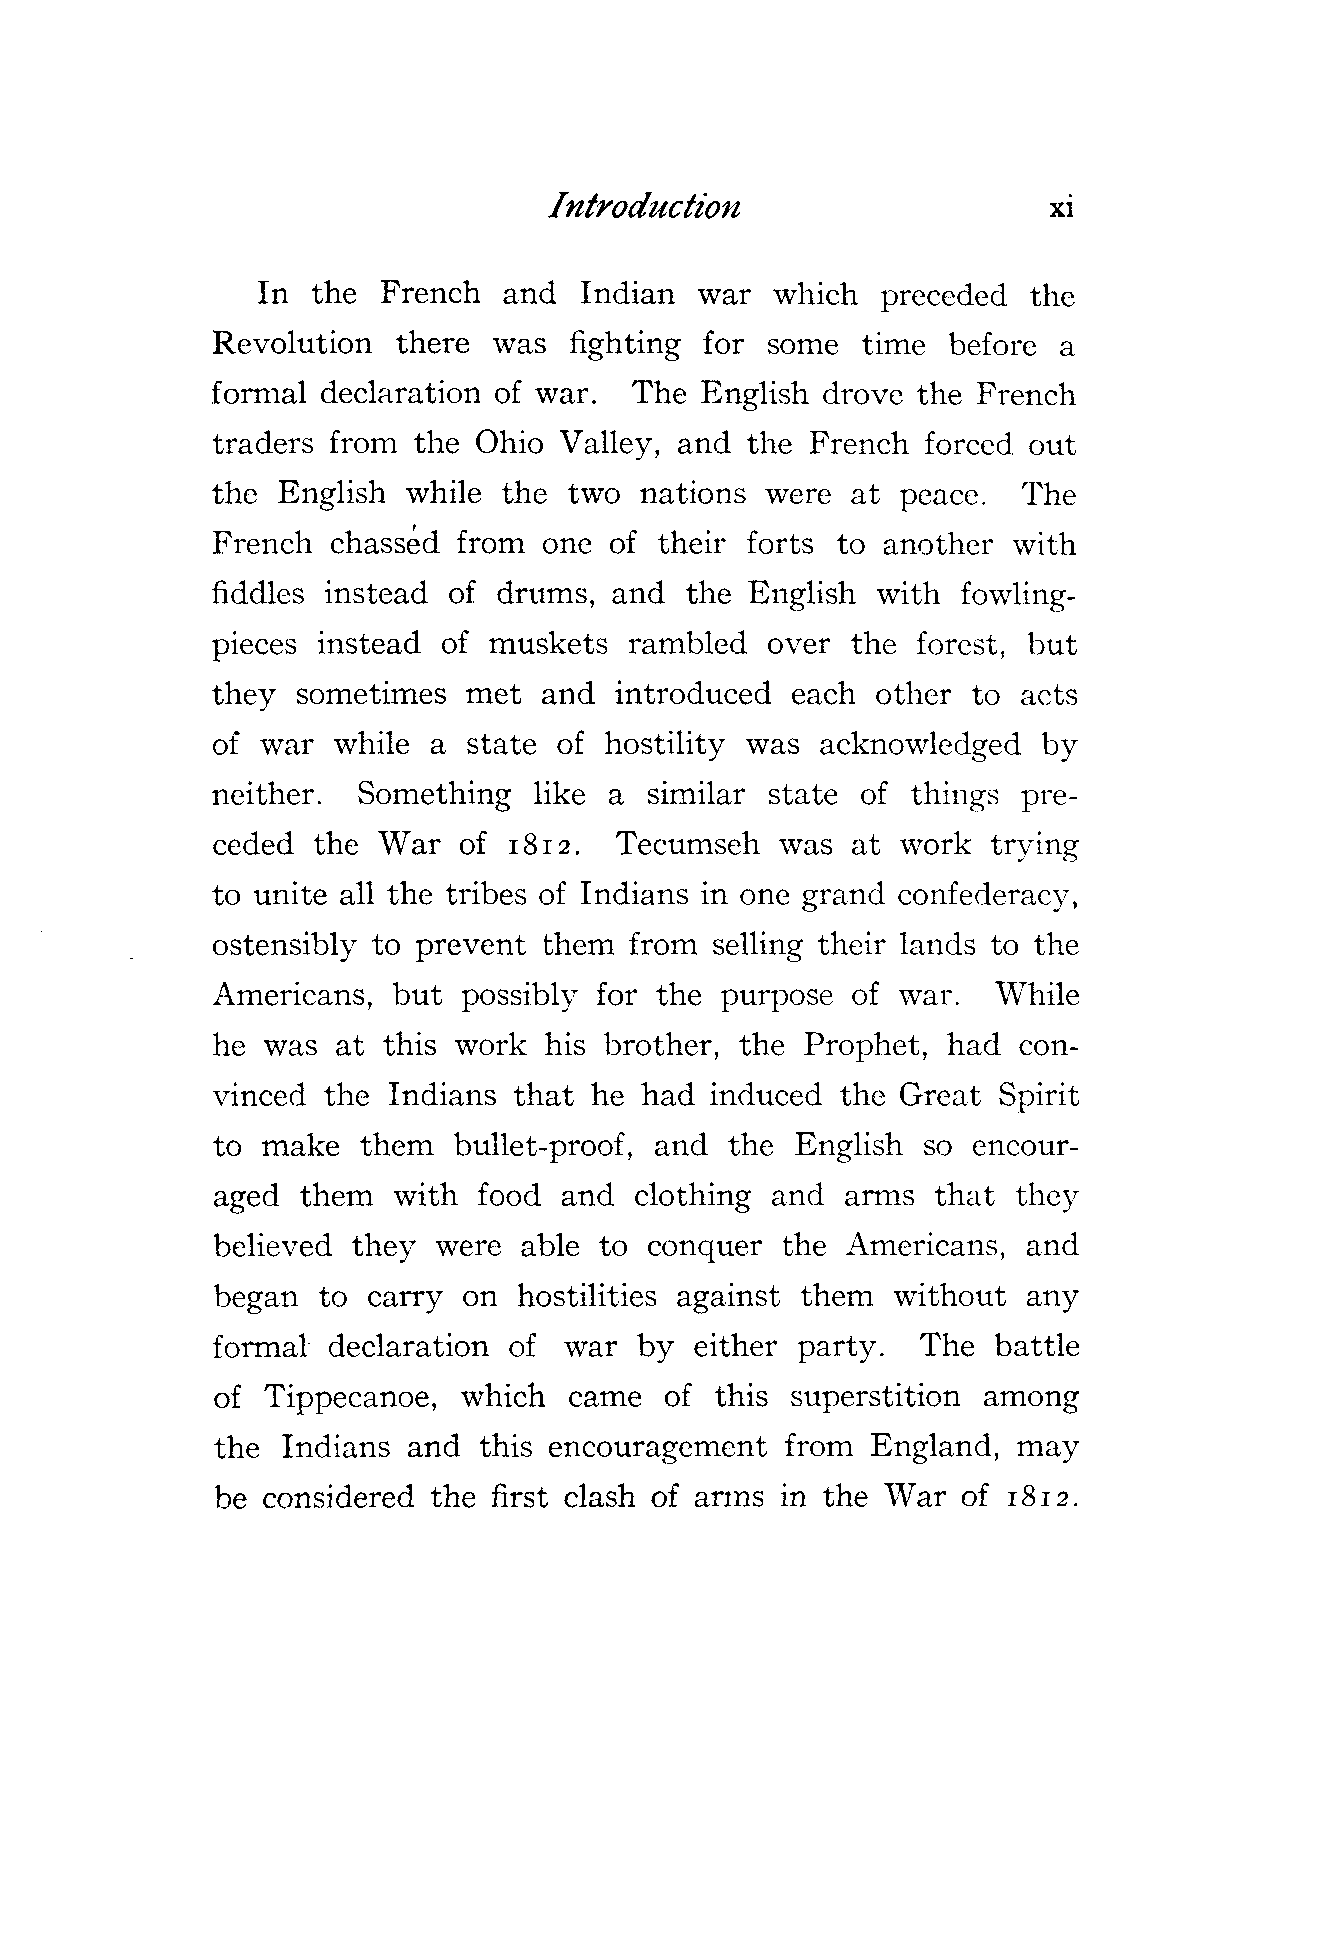 Introduction xi
In the French and Indian war which preceded the
Revolution there was fighting for some time before a
formal declaration of war. The English drove the French
traders from the Ohio Valley, and the French forced out
the English while the two nations were at peace. The
French chasséd from one of their forts to another with
fiddles instead of drums, and the English with fowling-
pieces instead of muskets rambled over the forest, but
they sometimes met and introduced each other to acts
of war while a state of hostility was acknowledged by
neither. Something like a similar state of things pre-
ceded the War of 1812. Tecumseh was at work trying
to unite all the tribes of Indians in one grand confederacy,
ostensibly to prevent them from selling their lands to the
Americans, but possibly for the purpose of war. While
he was at this work his brother, the Prophet, had con-
vinced the Indians that he had induced the Great Spirit
to make them bullet-proof, and the English so encour-
aged them with food and clothing and arms that they
believed they were able to conquer the Americans, and
began to carry on hostilities against them without any
formal declaration of war by either party. The battle
of Tippecanoe, which came of this superstition among
the Indians and this encouragement from England, may
be considered the first clash of arms in the War of 1812.